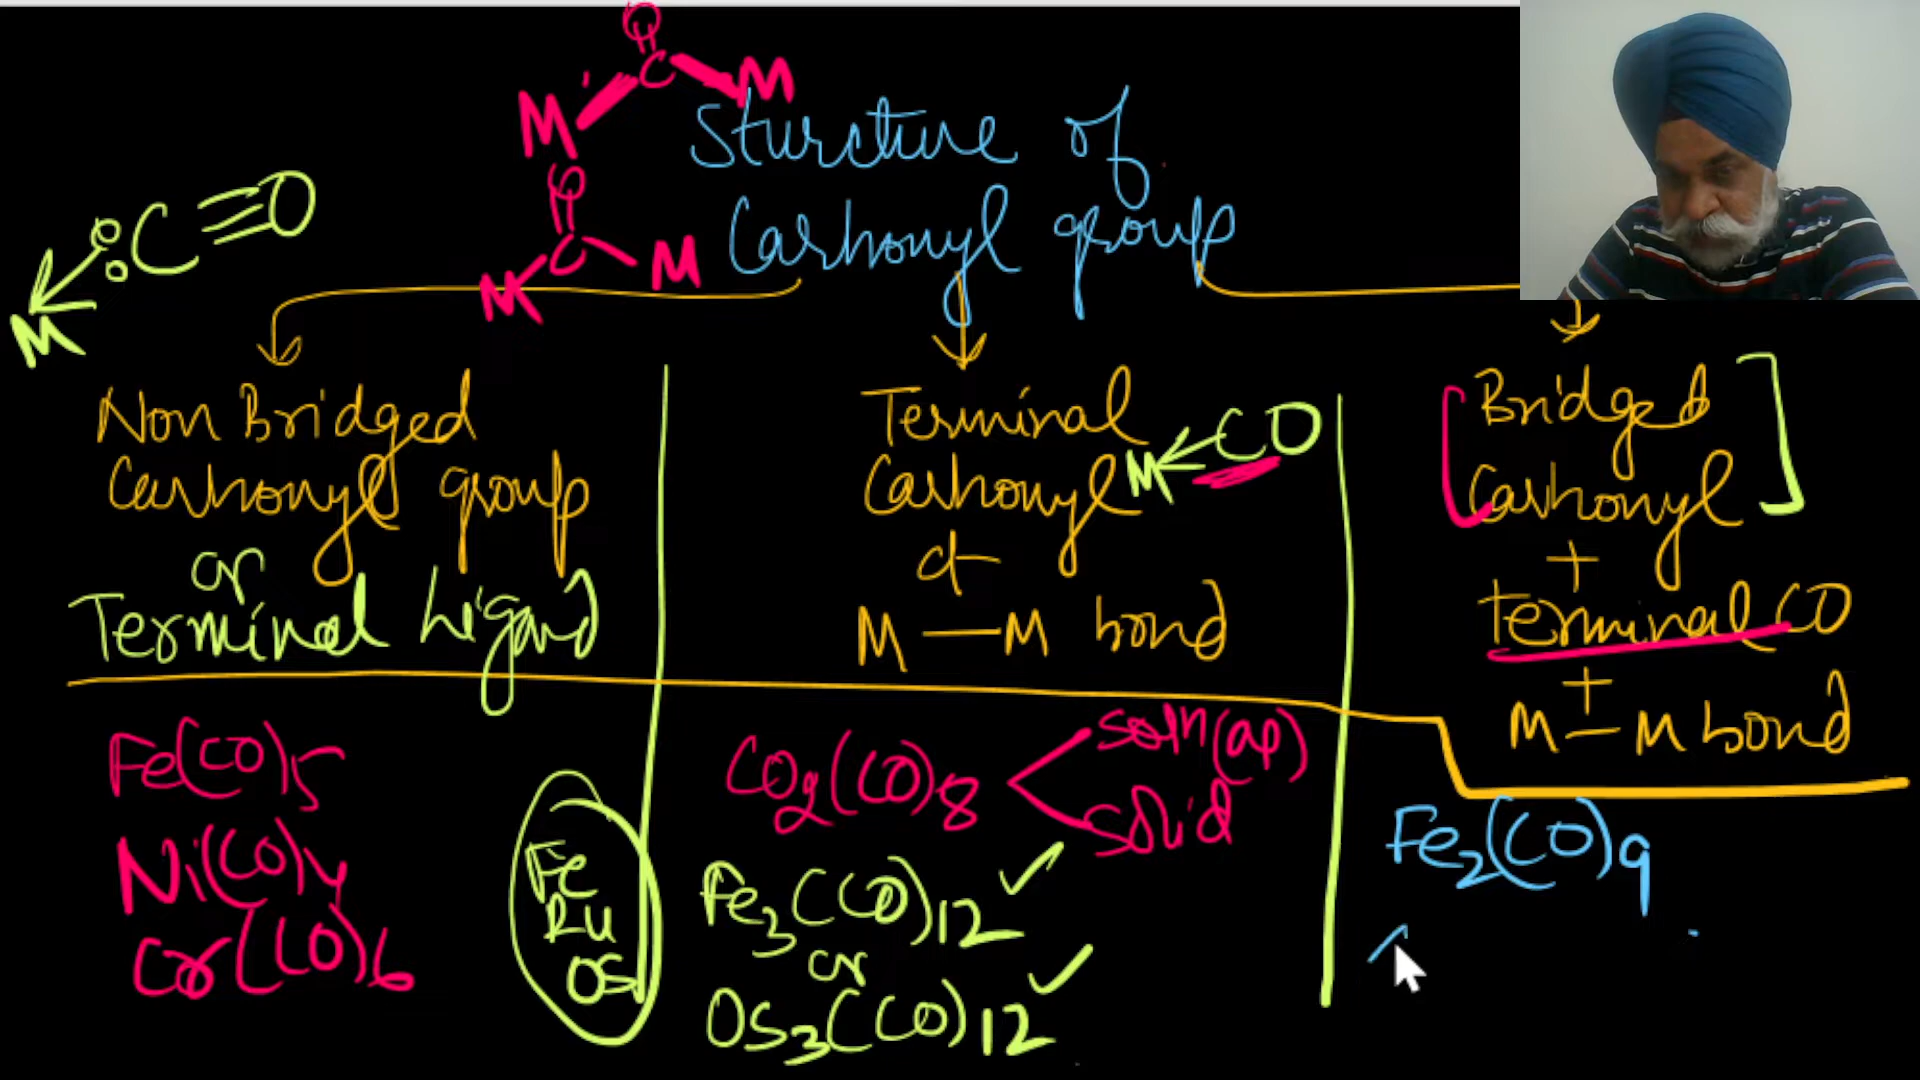 O
C
M M
Sturcture of
O
:C≡O
M
C
M M
Carbonyl group
Non Bridged
Carbonyl group
or
Terminal Ligand
Terminal
Carbonyl M CO
&
M—M bond
Bridged
Carbonyl
+
terminal CO
+
M—M bond
Fe(CO)5
Ni(CO)4
Cr(CO)6
Fe
Ru
OS
CO2(CO)8 soln(ap)
solid
Fe3(CO)12
or
OS3(CO)12
Fe2(CO)9